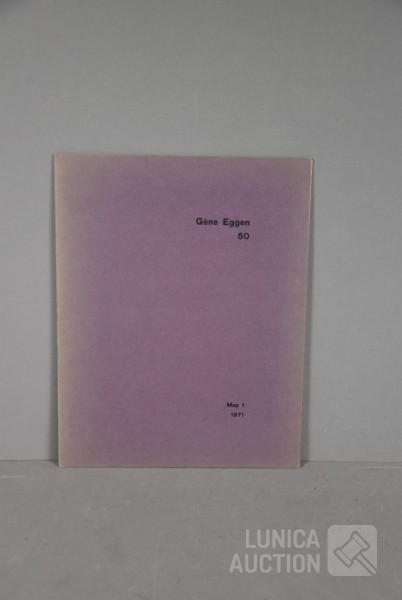 Gène Eggen
50
Map 1
1971
LUNICA
AUCTION